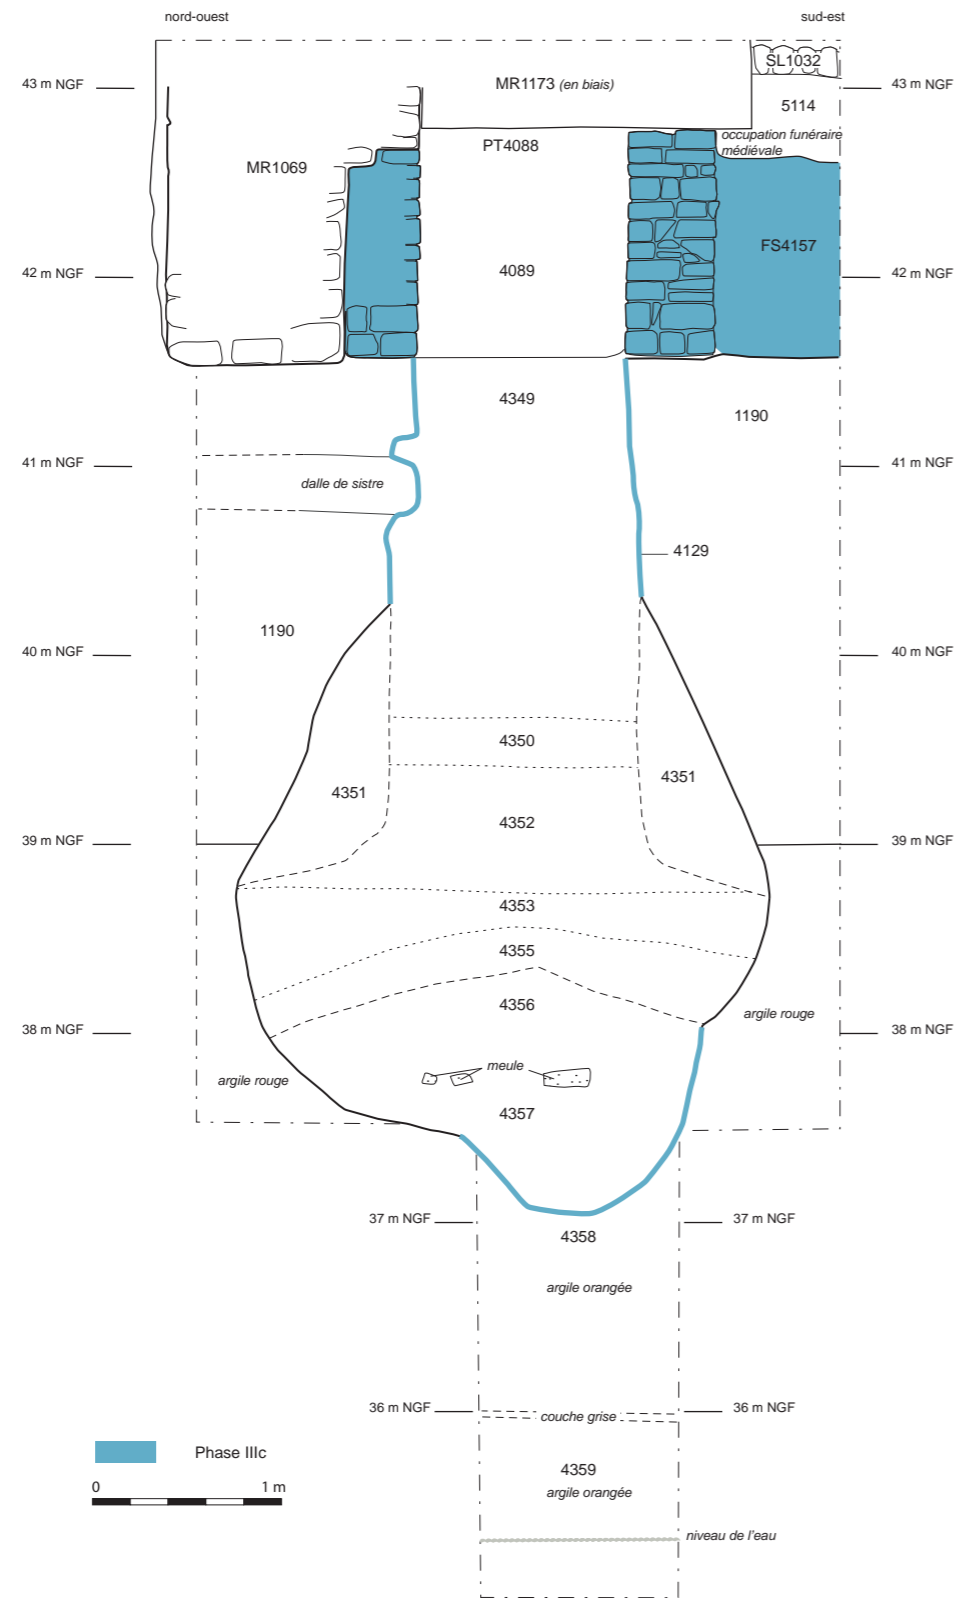 nord-ouest
sud-est
43 m NGF
MR1173 (en biais)
SL1032
43 m NGF
5114
occupation funéraire
médiévale
PT4088
MR1069
FS4157
42 m NGF
4089
42 m NGF
4349
1190
41 m NGF
41 m NGF
dalle de sistre
4129
1190
40 m NGF
40 m NGF
4350
4351
4351
4352
39 m NGF
39 m NGF
4353
4355
4356
argile rouge
38 m NGF
38 m NGF
meule
argile rouge
4357
37 m NGF
37 m NGF
4358
argile orangée
36 m NGF
36 m NGF
couche grise
Phase IIIc
4359
0
1 m
argile orangée
niveau de l'eau